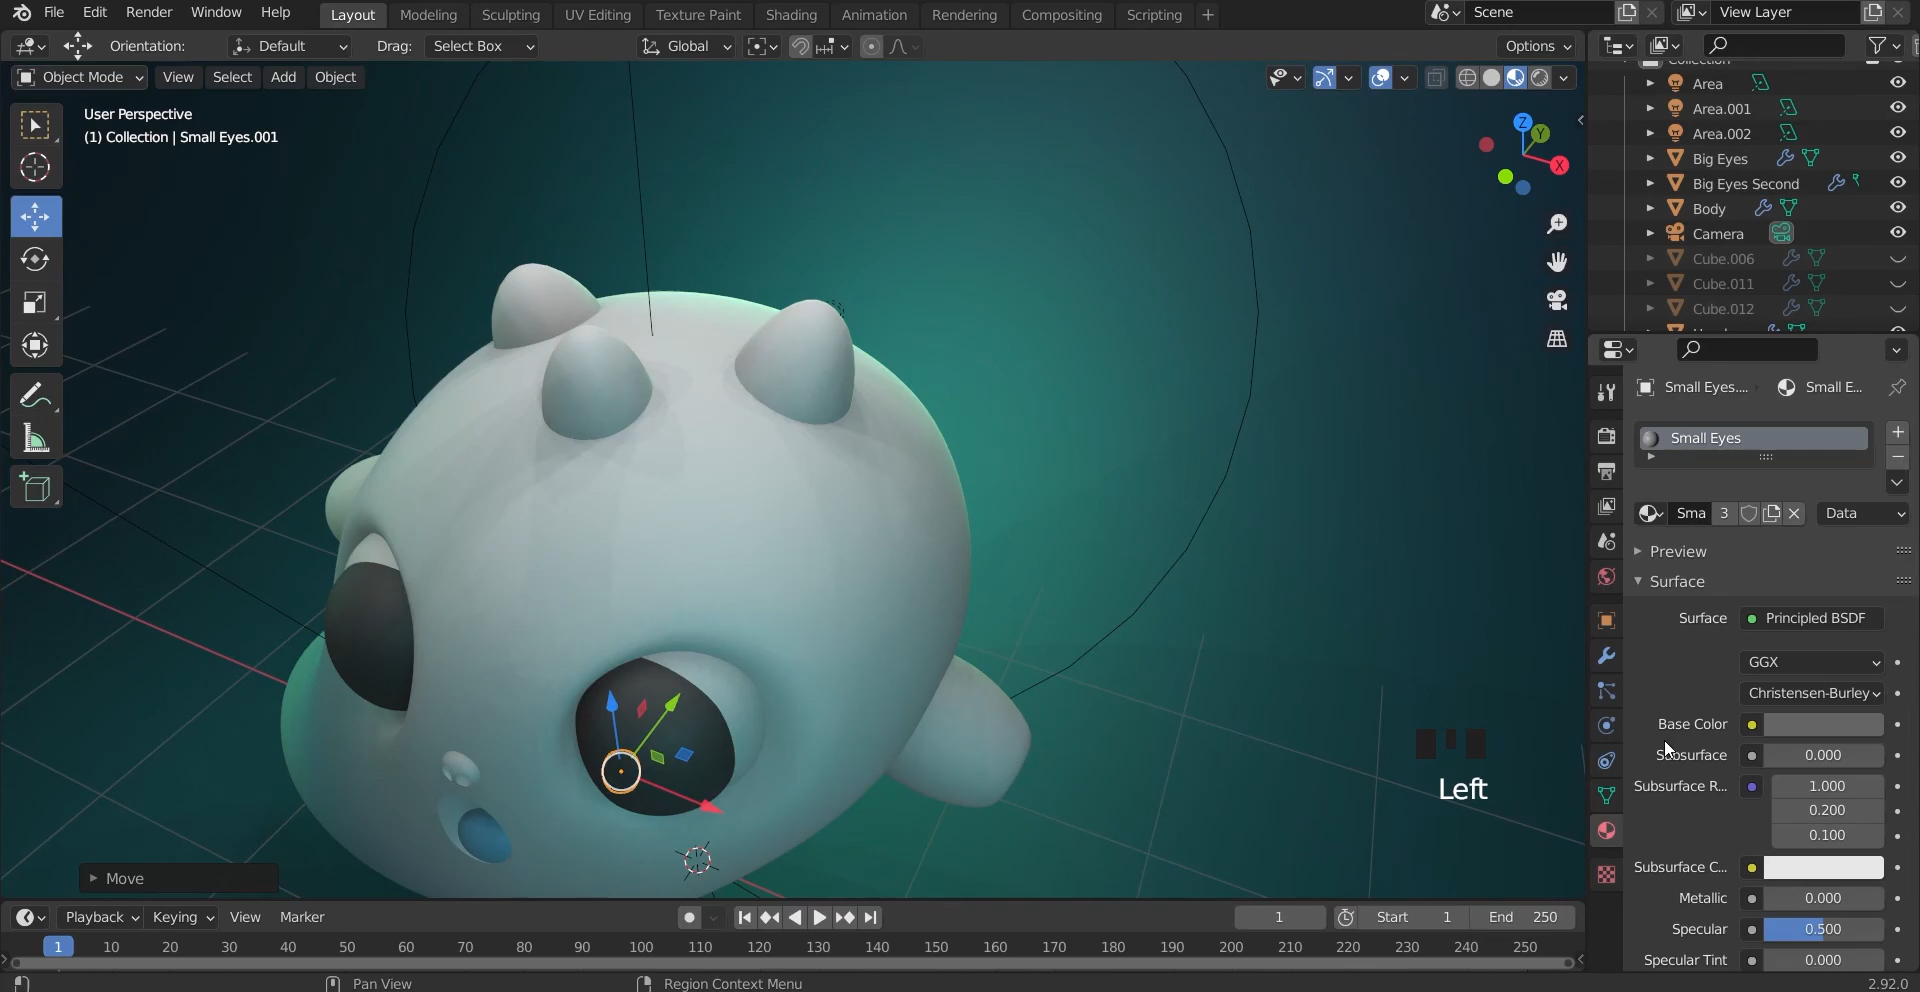 File Edit Render Window Help Layout Modeling Sculpting UV Editing Texture Paint Shading Animation Rendering Compositing Scripting + Scene View Layer
Orientation: Default Drag: Select Box Global Options
Object Mode View Select Add Object
User Perspective
(1) Collection | Small Eyes.001
Z
Y
X
Collection
Area
Area.001
Area.002
Big Eyes
Big Eyes Second
Body
Camera
Cube.006
Cube.011
Cube.012
Small Eyes.... Small E...
Small Eyes
Sma 3 Data
Preview
Surface
Surface Principled BSDF
GGX
Christensen-Burley
Base Color
Subsurface 0.000
Subsurface R... 1.000
0.200
0.100
Subsurface C...
Metallic 0.000
Specular 0.500
Specular Tint 0.000
Left
Move
Playback Keying View Marker 1 Start 1 End 250
1 10 20 30 40 50 60 70 80 90 100 110 120 130 140 150 160 170 180 190 200 210 220 230 240 250
Pan View Region Context Menu 2.92.0